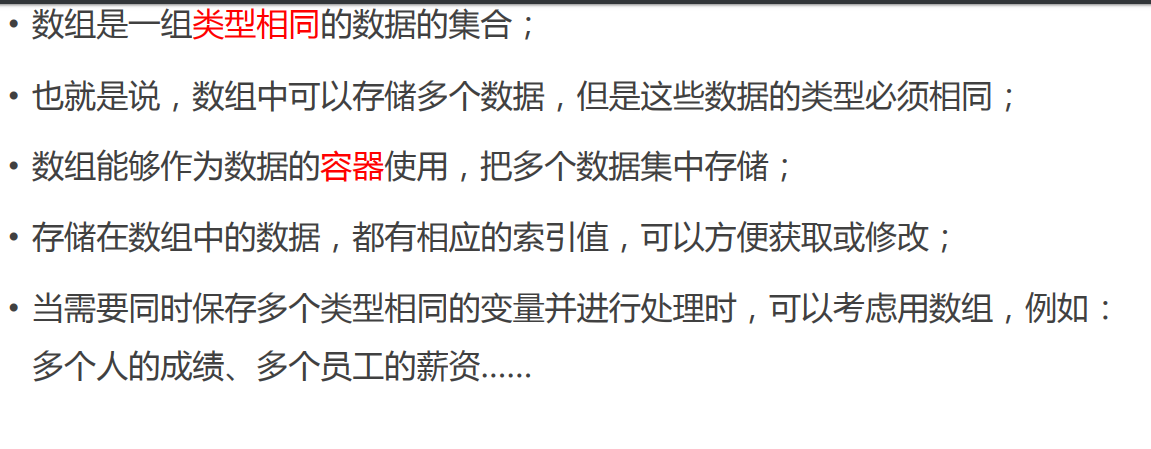 • 数组是一组类型相同的数据的集合；
• 也就是说，数组中可以存储多个数据，但是这些数据的类型必须相同；
• 数组能够作为数据的容器使用，把多个数据集中存储；
• 存储在数组中的数据，都有相应的索引值，可以方便获取或修改；
• 当需要同时保存多个类型相同的变量并进行处理时，可以考虑用数组，例如：
多个人的成绩、多个员工的薪资……